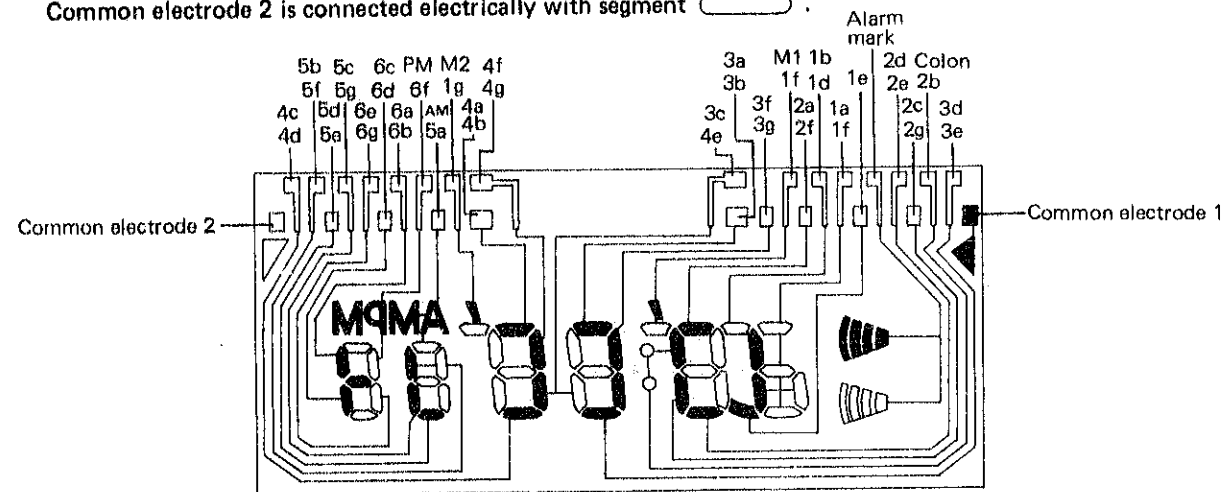 Common electrode 2 is connected electrically with segment .
Alarm
mark
5b 5c 6c PM M2 4f
5f 5g 6d 6f 1g 4g
4c 5d 6e 6a AM 4a
4d 5e 6g 6b 5a 4b
3a M1 1b 2d Colon
3b 1f 1d 1e 2e 2b
3c 3f 2a 1a 2c 3d
4e 3g 2f 1f 2g 3e
Common electrode 2
Common electrode 1
AMPM